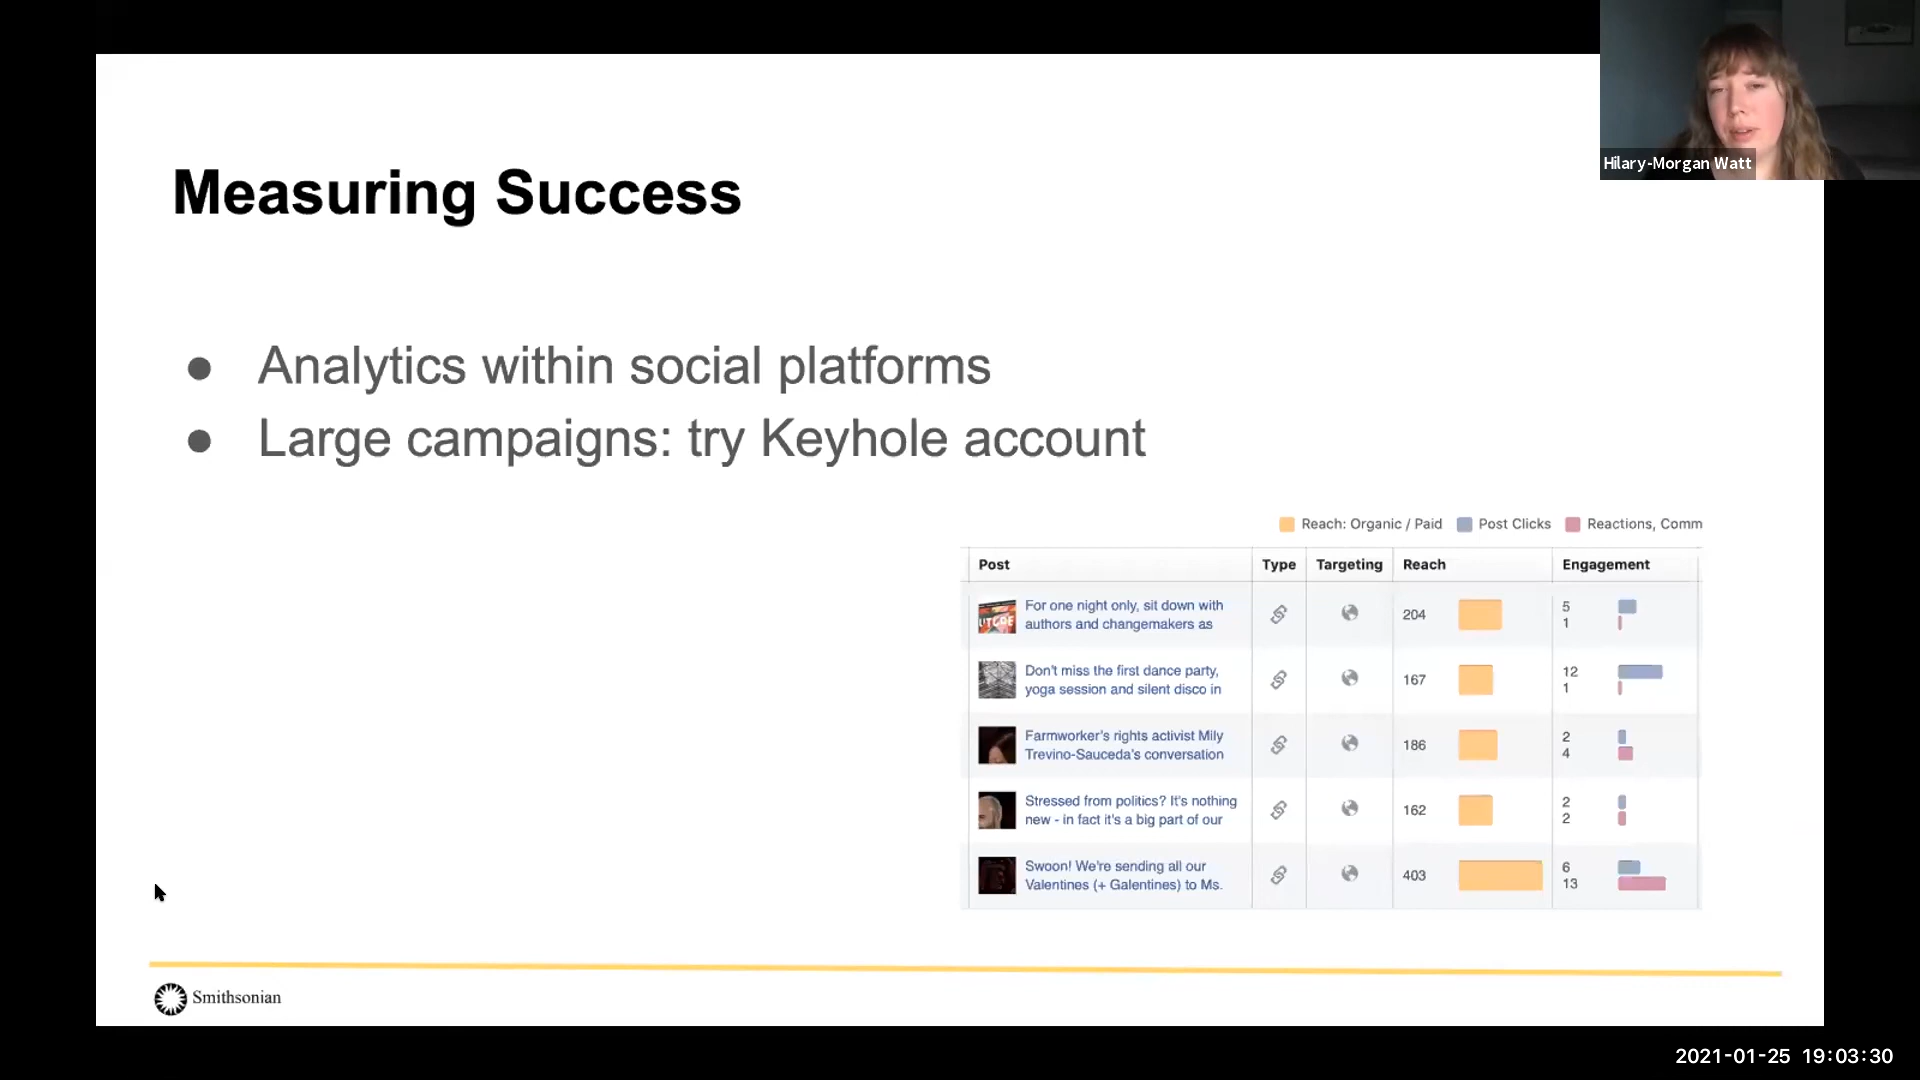 Hilary-Morgan Watt
Measuring Success
● Analytics within social platforms
● Large campaigns: try Keyhole account
Reach: Organic / Paid Post Clicks Reactions, Comm
Post Type Targeting Reach Engagement
For one night only, sit down with
authors and changemakers as
204
5
1
Don't miss the first dance party,
yoga session and silent disco in
167
12
1
Farmworker's rights activist Mily
Trevino-Sauceda's conversation
186
2
4
Stressed from politics? It's nothing
new - in fact it's a big part of our
162
2
2
Swoon! We're sending all our
Valentines (+ Galentines) to Ms.
403
6
13
Smithsonian
2021-01-25 19:03:30